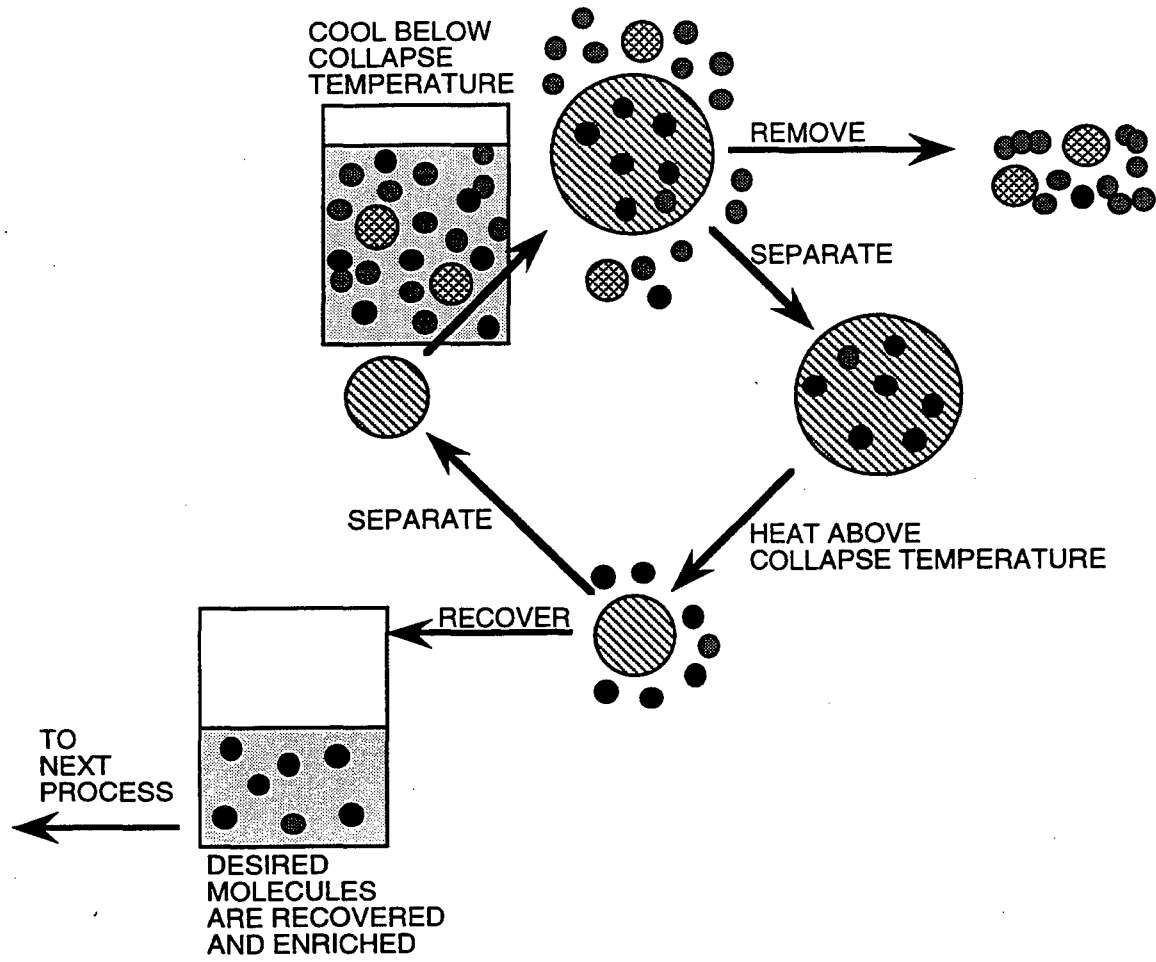 COOL BELOW
COLLAPSE
TEMPERATURE
REMOVE
SEPARATE
HEAT ABOVE
COLLAPSE TEMPERATURE
SEPARATE
RECOVER
TO
NEXT
PROCESS
DESIRED
MOLECULES
ARE RECOVERED
AND ENRICHED